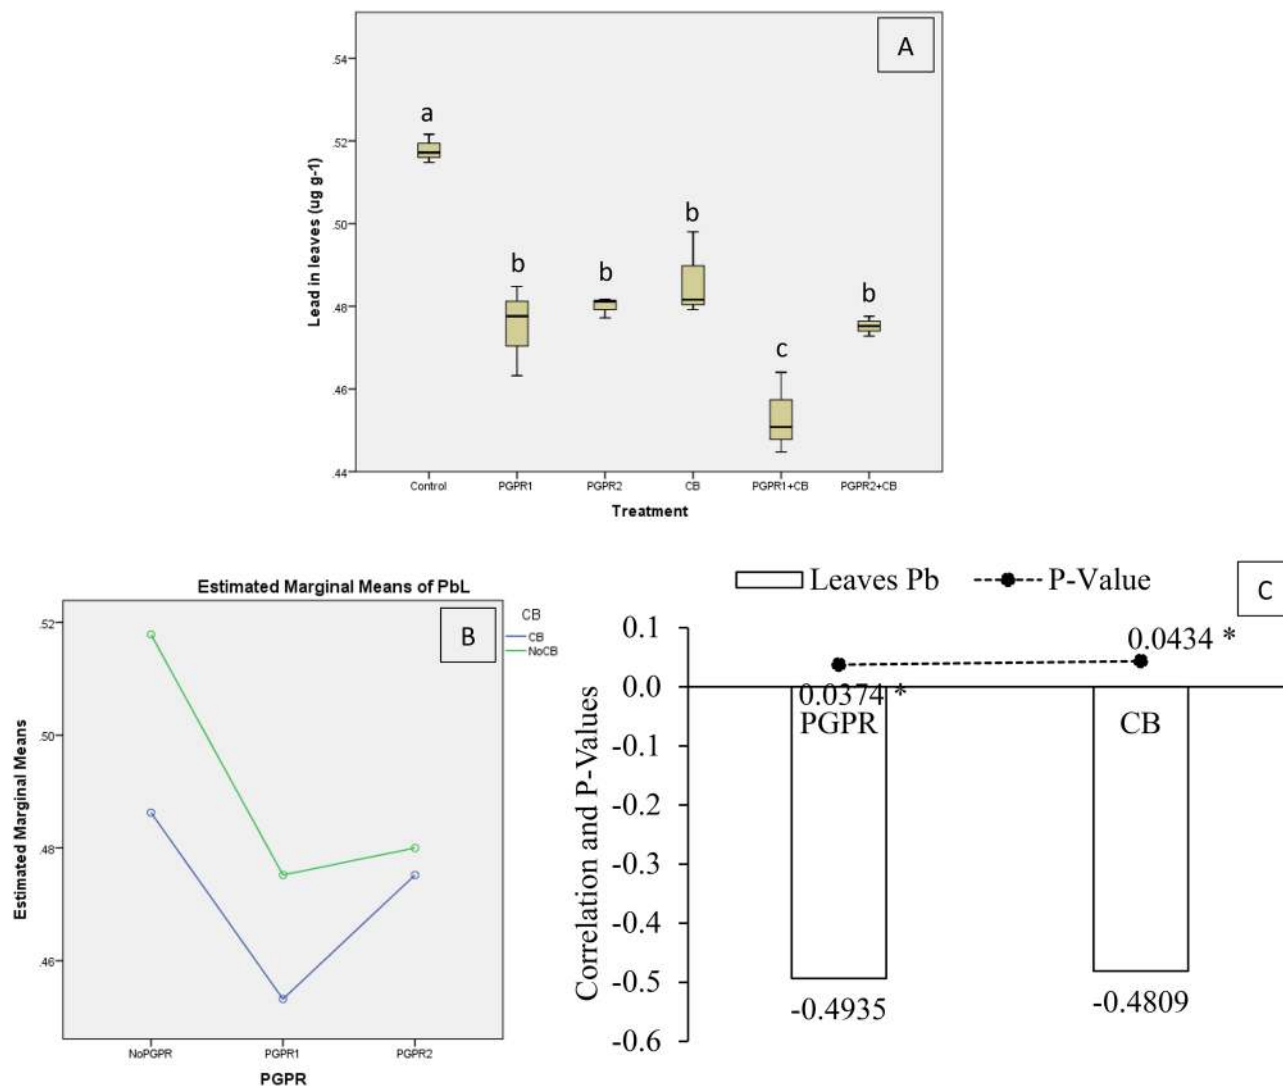 A
.54
.52
.50
.48
.46
.44
Lead in leaves (ug g-1)
a
b
b
b
c
b
Control PGPR1 PGPR2 CB PGPR1+CB PGPR2+CB
Treatment
Estimated Marginal Means of PbL
B
CB
CB
NoCB
.52
.50
.48
.46
Estimated Marginal Means
NoPGPR PGPR1 PGPR2
PGPR
Leaves Pb P-Value
C
0.1
0.0
-0.1
-0.2
-0.3
-0.4
-0.5
-0.6
Correlation and P-Values
0.0434 *
0.0374 *
PGPR CB
-0.4935 -0.4809